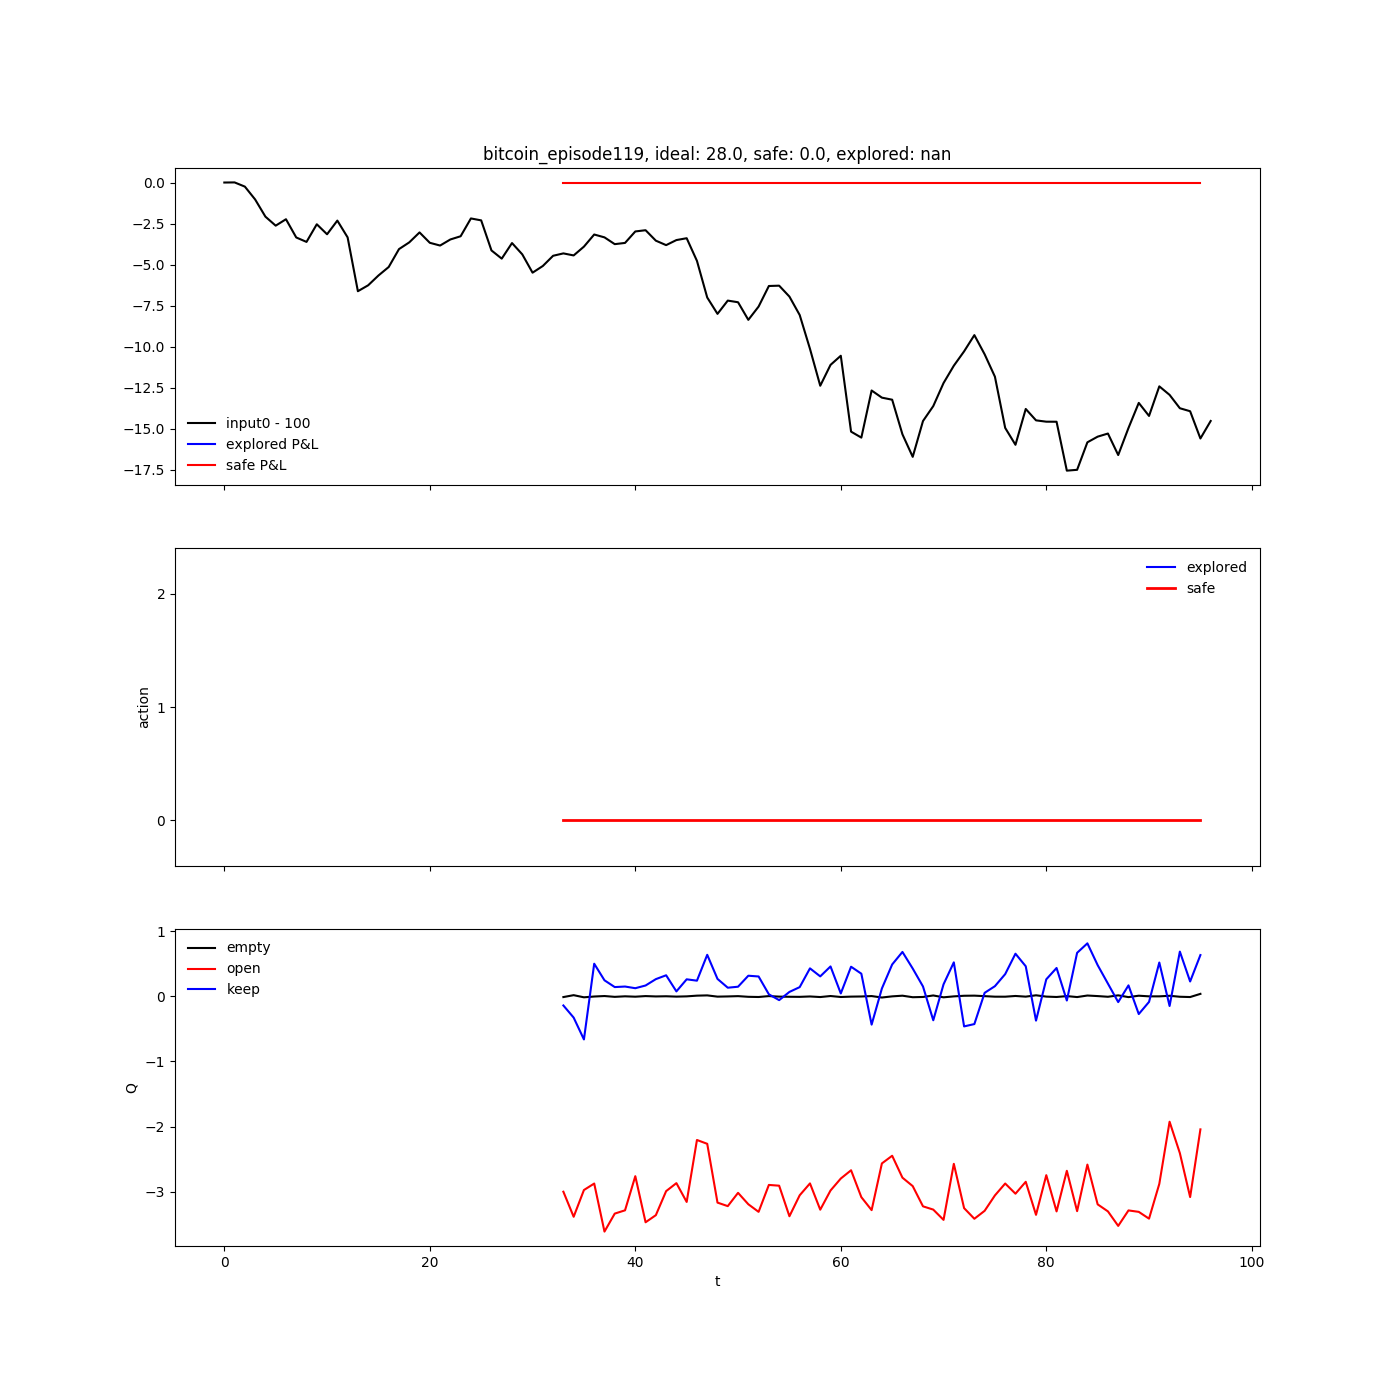 bitcoin_episode119, ideal: 28.0, safe: 0.0, explored: nan
0.0
−2.5
−5.0
−7.5
−10.0
−12.5
−15.0
−17.5
input0 - 100
explored P&L
safe P&L
2
1
0
action
explored
safe
1
0
−1
−2
−3
Q
empty
open
keep
0
20
40
60
80
100
t